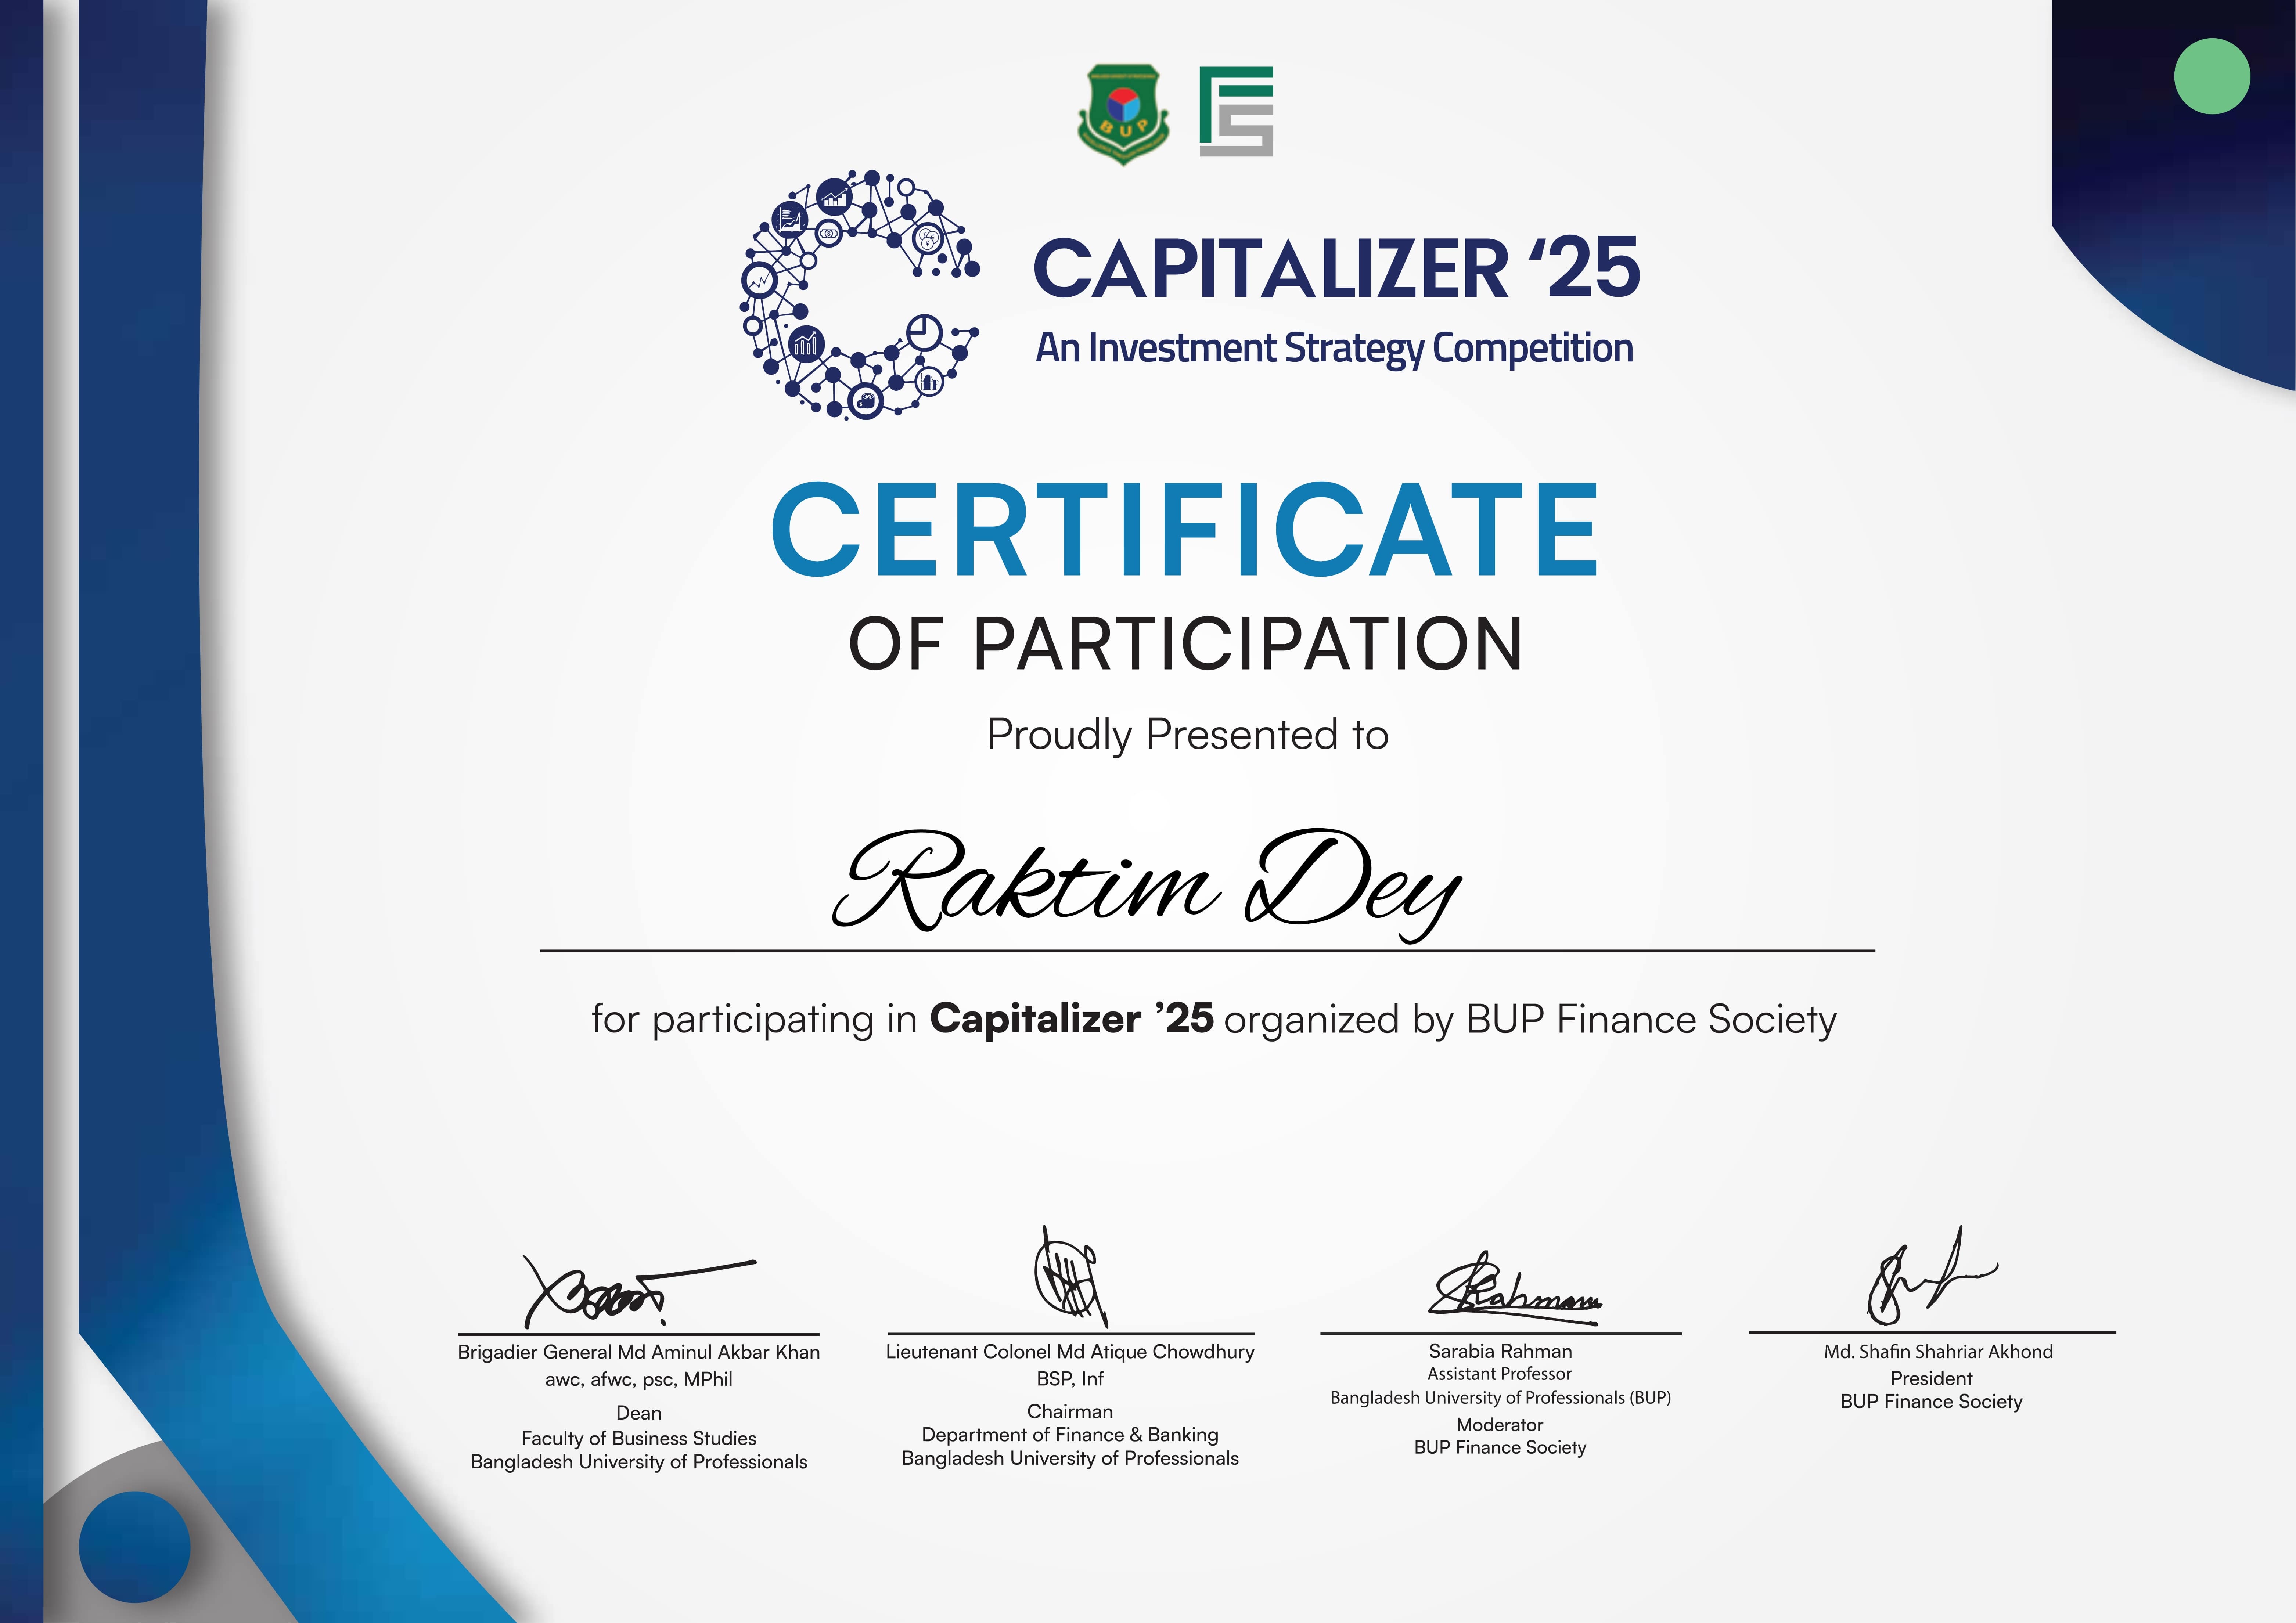 BUP
CAPITALIZER ‘25
An Investment Strategy Competition
CERTIFICATE
OF PARTICIPATION
Proudly Presented to
Raktim Dey
for participating in Capitalizer ’25 organized by BUP Finance Society
Rahman
Brigadier General Md Aminul Akbar Khan
awc, afwc, psc, MPhil
Dean
Faculty of Business Studies
Bangladesh University of Professionals
Lieutenant Colonel Md Atique Chowdhury
BSP, Inf
Chairman
Department of Finance & Banking
Bangladesh University of Professionals
Sarabia Rahman
Assistant Professor
Bangladesh University of Professionals (BUP)
Moderator
BUP Finance Society
Md. Shafin Shahriar Akhond
President
BUP Finance Society